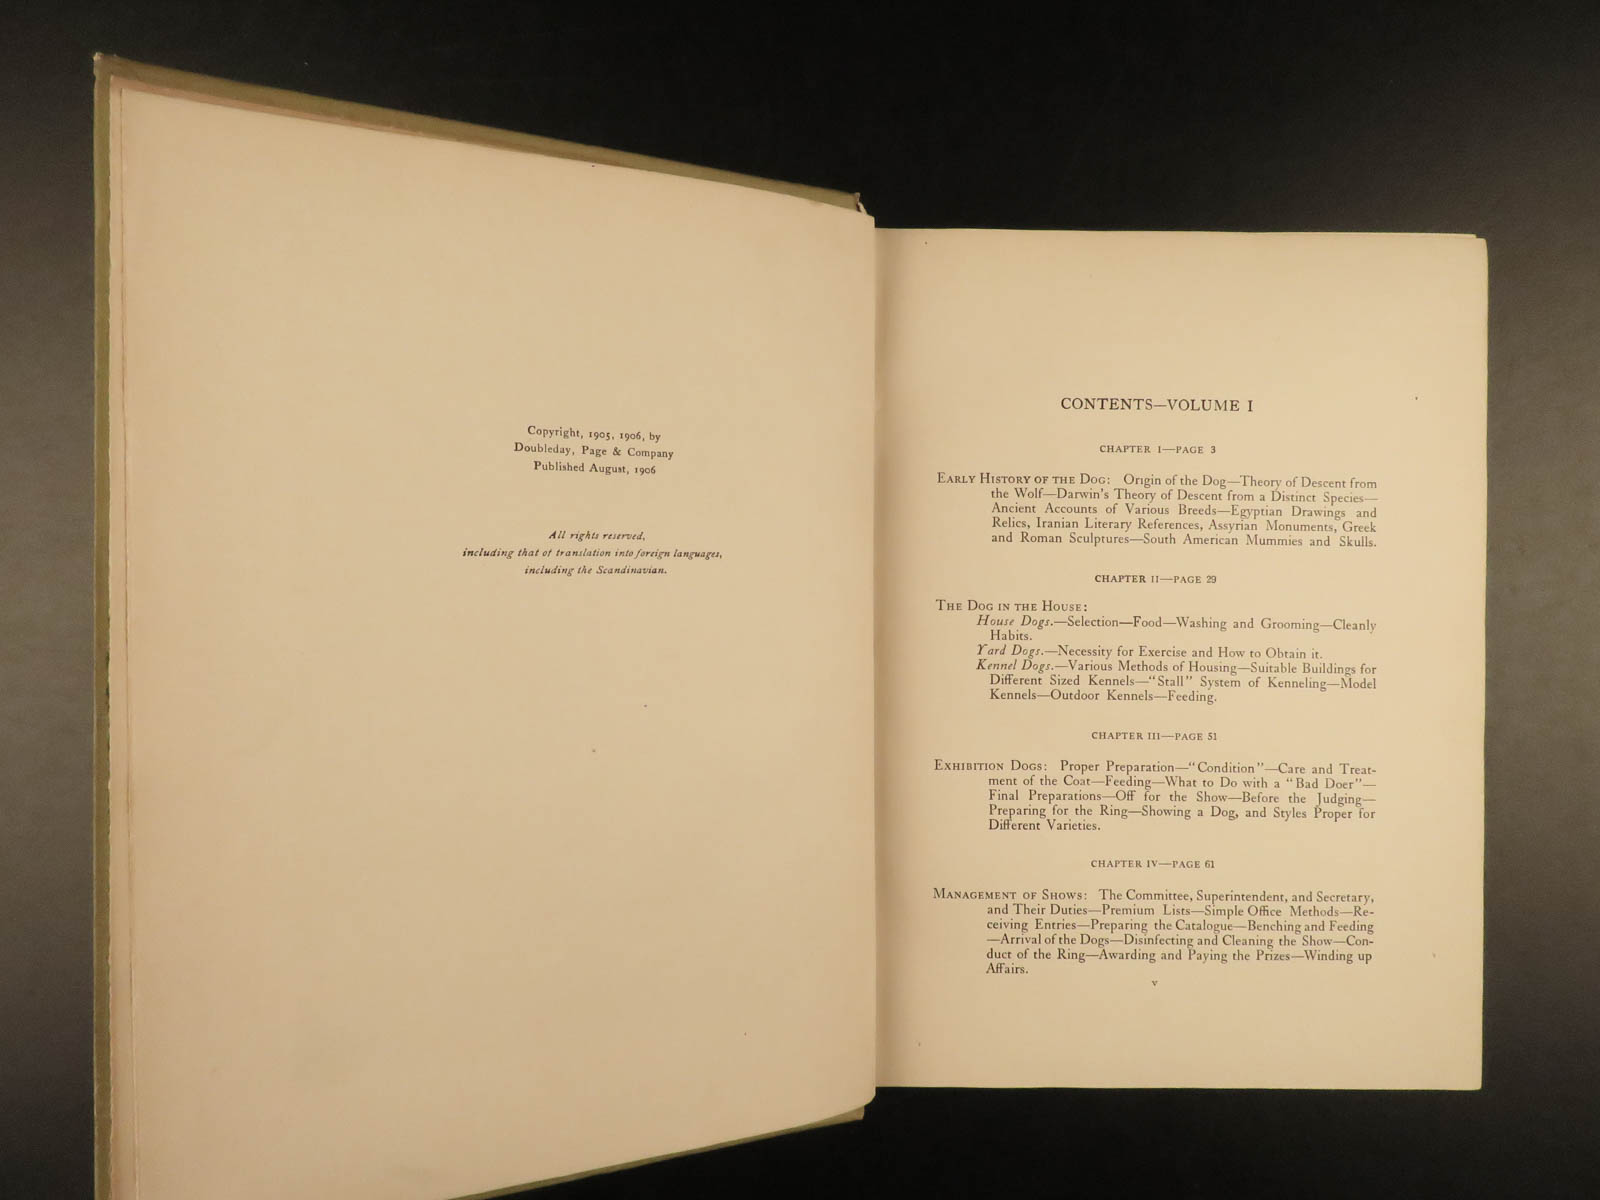 Copyright, 1905, 1906, by
Doubleday, Page & Company
Published August, 1906
All rights reserved,
including that of translation into foreign languages,
including the Scandinavian.
CONTENTS—VOLUME I
CHAPTER I—PAGE 3
EARLY HISTORY OF THE DOG: Origin of the Dog—Theory of Descent from
the Wolf—Darwin's Theory of Descent from a Distinct Species—
Ancient Accounts of Various Breeds—Egyptian Drawings and
Relics, Iranian Literary References, Assyrian Monuments, Greek
and Roman Sculptures—South American Mummies and Skulls.
CHAPTER II—PAGE 29
THE DOG IN THE HOUSE:
House Dogs.—Selection—Food—Washing and Grooming—Cleanly
Habits.
Yard Dogs.—Necessity for Exercise and How to Obtain it.
Kennel Dogs.—Various Methods of Housing—Suitable Buildings for
Different Sized Kennels—"Stall" System of Kenneling—Model
Kennels—Outdoor Kennels—Feeding.
CHAPTER III—PAGE 51
EXHIBITION DOGS: Proper Preparation—"Condition"—Care and Treat-
ment of the Coat—Feeding—What to Do with a "Bad Doer"—
Final Preparations—Off for the Show—Before the Judging—
Preparing for the Ring—Showing a Dog, and Styles Proper for
Different Varieties.
CHAPTER IV—PAGE 61
MANAGEMENT OF SHOWS: The Committee, Superintendent, and Secretary,
and Their Duties—Premium Lists—Simple Office Methods—Re-
ceiving Entries—Preparing the Catalogue—Benching and Feeding
—Arrival of the Dogs—Disinfecting and Cleaning the Show—Con-
duct of the Ring—Awarding and Paying the Prizes—Winding up
Affairs.
v